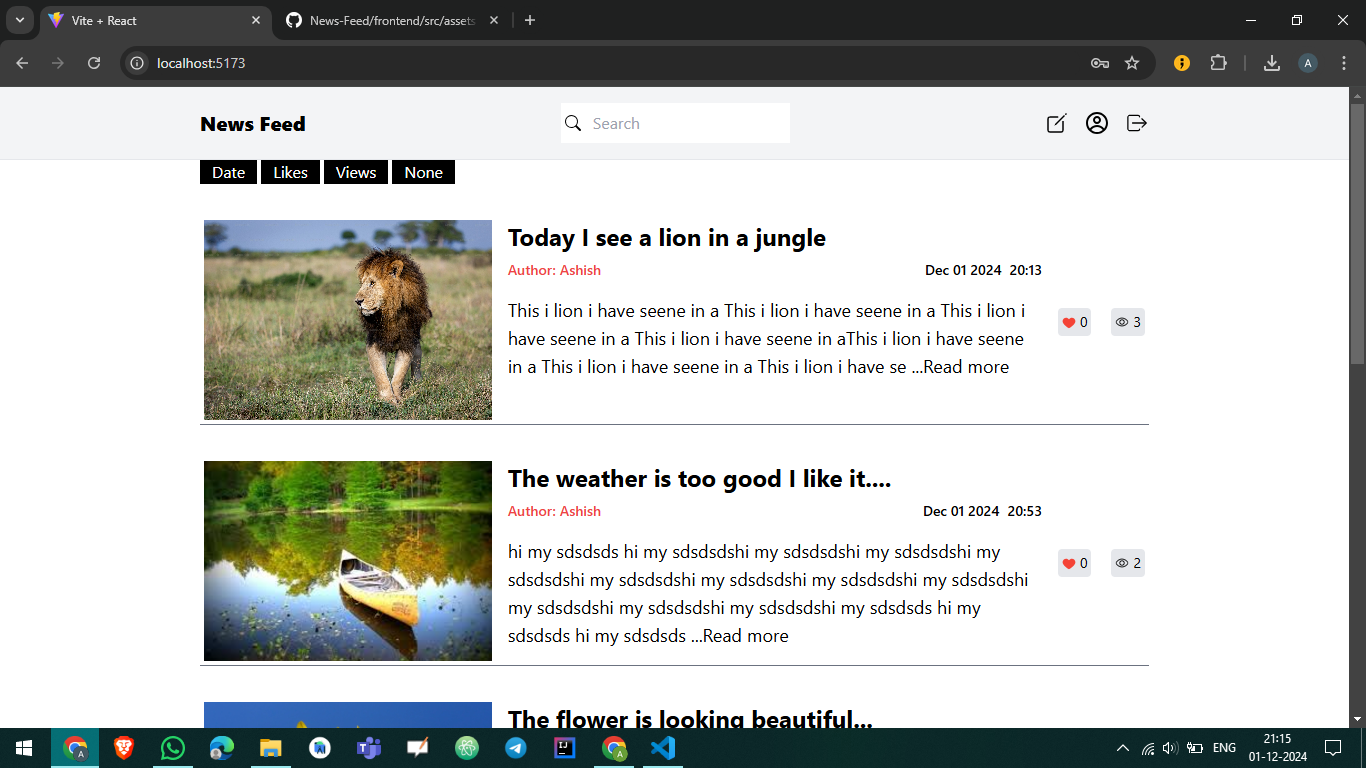 Vite + React
News-Feed/frontend/src/assets
localhost:5173
A
News Feed
Search
Date Likes Views None
Today I see a lion in a jungle
Author: Ashish Dec 01 2024 20:13
This i lion i have seene in a This i lion i have seene in a This i lion i
have seene in a This i lion i have seene in aThis i lion i have seene
in a This i lion i have seene in a This i lion i have se ...Read more
0 3
The weather is too good I like it....
Author: Ashish Dec 01 2024 20:53
hi my sdsdsds hi my sdsdsdshi my sdsdsdshi my sdsdsdshi my
sdsdsdshi my sdsdsdshi my sdsdsdshi my sdsdsdshi my sdsdsdshi
my sdsdsdshi my sdsdsdshi my sdsdsdshi my sdsdsds hi my
sdsdsds hi my sdsdsds ...Read more
0 2
The flower is looking beautiful...
ENG
21:15
01-12-2024